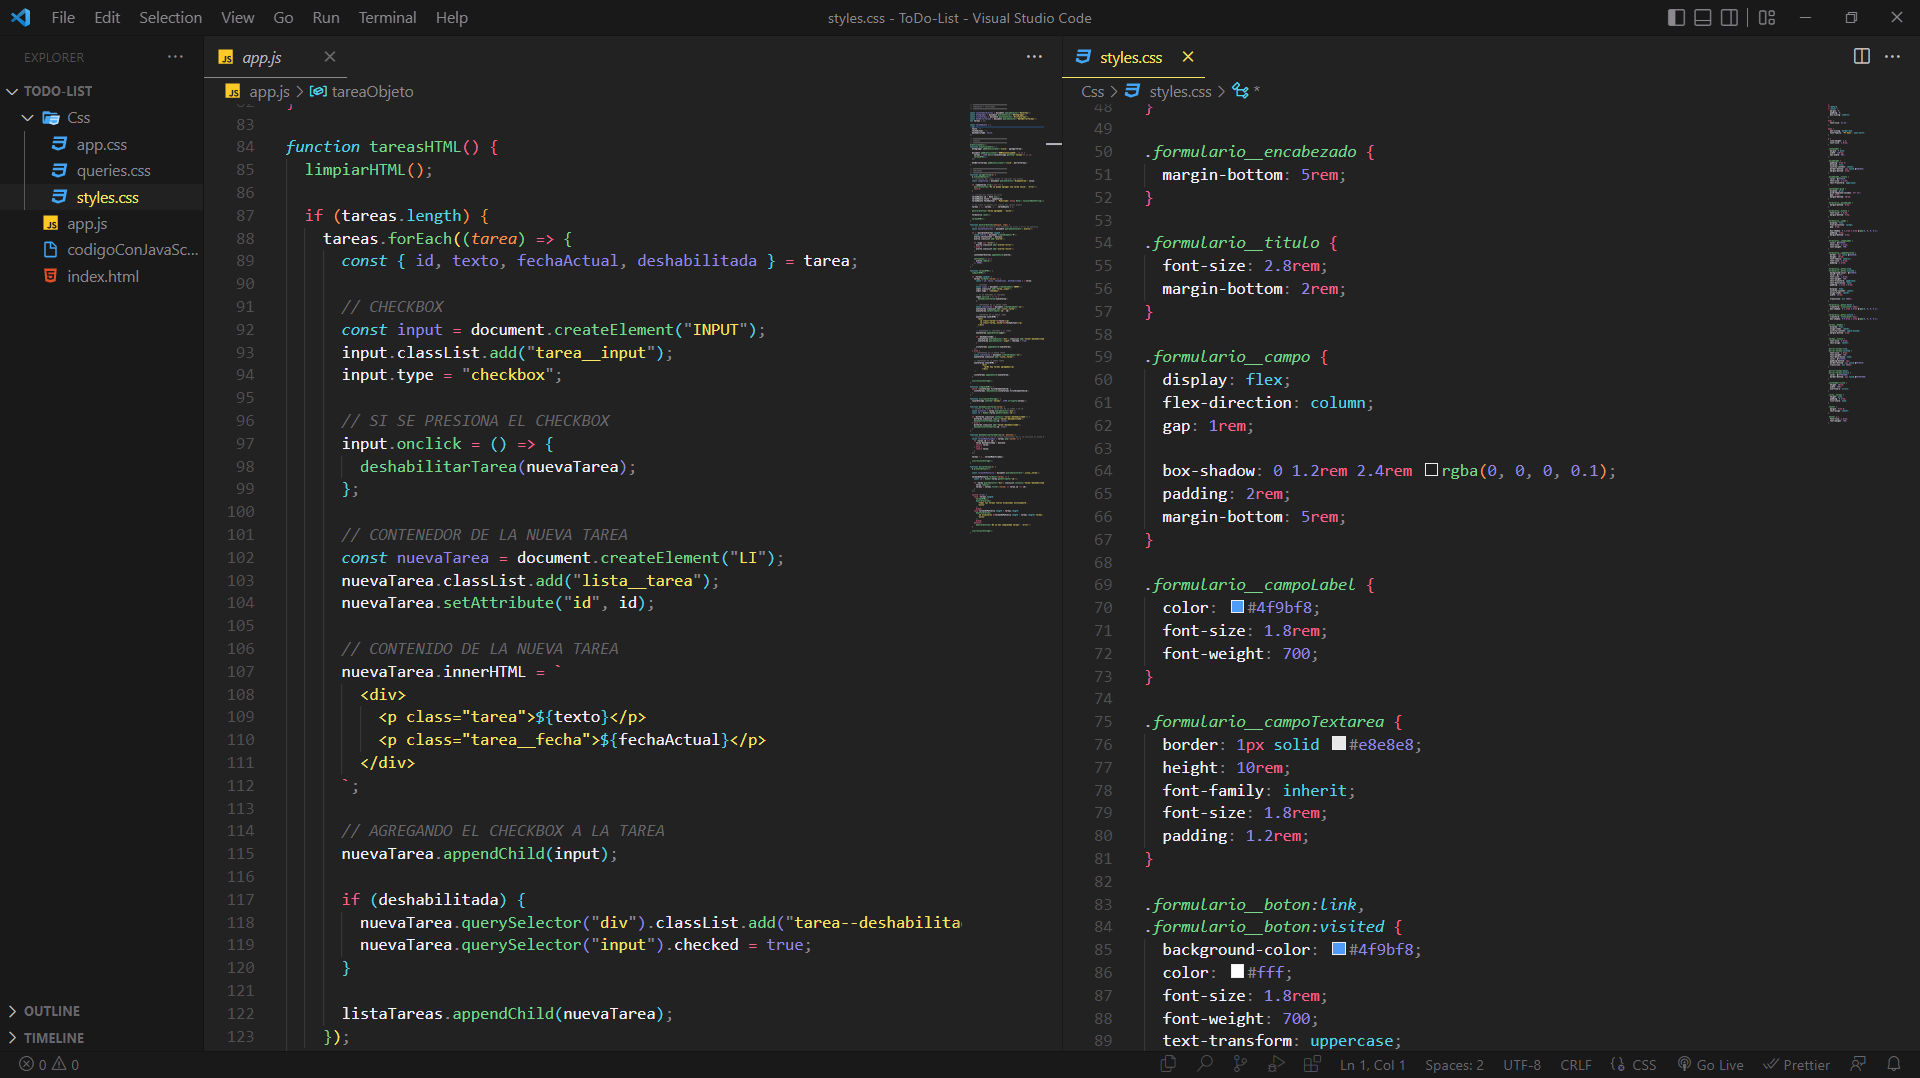 File Edit Selection View Go Run Terminal Help
styles.css - ToDo-List - Visual Studio Code
EXPLORER
TODO-LIST
Css
app.css
queries.css
styles.css
app.js
codigoConJavaSc...
index.html
OUTLINE
TIMELINE
JS app.js
JS app.js > tareaObjeto
82 }
83
84 function tareasHTML() {
85 limpiarHTML();
86
87 if (tareas.length) {
88 tareas.forEach((tarea) => {
89 const { id, texto, fechaActual, deshabilitada } = tarea;
90
91 // CHECKBOX
92 const input = document.createElement("INPUT");
93 input.classList.add("tarea__input");
94 input.type = "checkbox";
95
96 // SI SE PRESIONA EL CHECKBOX
97 input.onclick = () => {
98 deshabilitarTarea(nuevaTarea);
99 };
100
101 // CONTENEDOR DE LA NUEVA TAREA
102 const nuevaTarea = document.createElement("LI");
103 nuevaTarea.classList.add("lista__tarea");
104 nuevaTarea.setAttribute("id", id);
105
106 // CONTENIDO DE LA NUEVA TAREA
107 nuevaTarea.innerHTML = `
108 <div>
109 <p class="tarea">${texto}</p>
110 <p class="tarea__fecha">${fechaActual}</p>
111 </div>
112 `;
113
114 // AGREGANDO EL CHECKBOX A LA TAREA
115 nuevaTarea.appendChild(input);
116
117 if (deshabilitada) {
118 nuevaTarea.querySelector("div").classList.add("tarea--deshabilita
119 nuevaTarea.querySelector("input").checked = true;
120 }
121
122 listaTareas.appendChild(nuevaTarea);
123 });
styles.css
Css > styles.css > *
48 }
49
50 .formulario__encabezado {
51 margin-bottom: 5rem;
52 }
53
54 .formulario__titulo {
55 font-size: 2.8rem;
56 margin-bottom: 2rem;
57 }
58
59 .formulario__campo {
60 display: flex;
61 flex-direction: column;
62 gap: 1rem;
63
64 box-shadow: 0 1.2rem 2.4rem rgba(0, 0, 0, 0.1);
65 padding: 2rem;
66 margin-bottom: 5rem;
67 }
68
69 .formulario__campoLabel {
70 color: #4f9bf8;
71 font-size: 1.8rem;
72 font-weight: 700;
73 }
74
75 .formulario__campoTextarea {
76 border: 1px solid #e8e8e8;
77 height: 10rem;
78 font-family: inherit;
79 font-size: 1.8rem;
80 padding: 1.2rem;
81 }
82
83 .formulario__boton:link,
84 .formulario__boton:visited {
85 background-color: #4f9bf8;
86 color: #fff;
87 font-size: 1.8rem;
88 font-weight: 700;
89 text-transform: uppercase;
0 0
Ln 1, Col 1 Spaces: 2 UTF-8 CRLF {} CSS Go Live Prettier